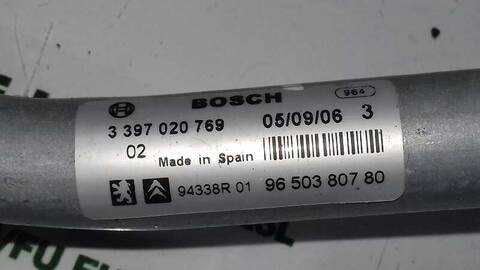 BOSCH
964
3 397 020 769 05/09/06 3
02 Made in Spain
94338R 01 96 503 807 80